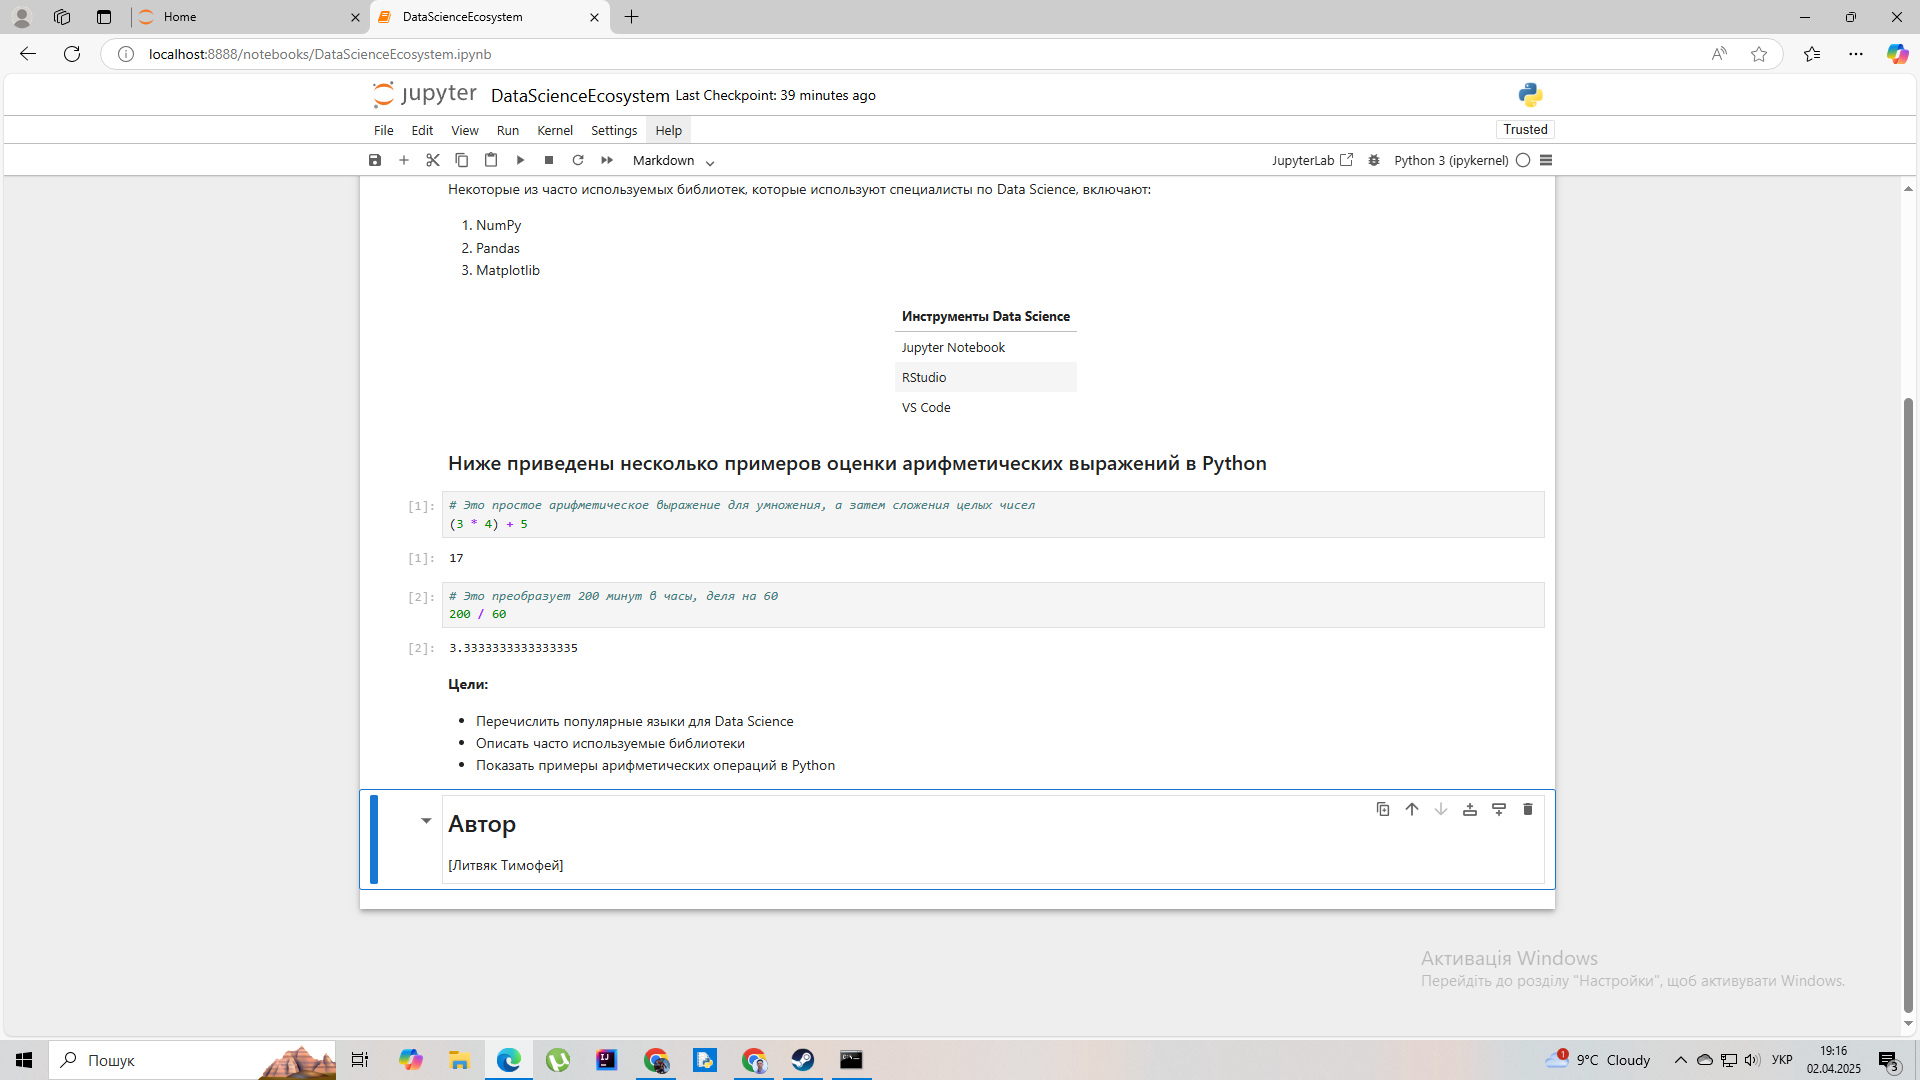 Home
DataScienceEcosystem
localhost:8888/notebooks/DataScienceEcosystem.ipynb
jupyter DataScienceEcosystem Last Checkpoint: 39 minutes ago
File Edit View Run Kernel Settings Help
Trusted
Markdown
JupyterLab
Python 3 (ipykernel)
Некоторые из часто используемых библиотек, которые используют специалисты по Data Science, включают:
1. NumPy
2. Pandas
3. Matplotlib
Инструменты Data Science
Jupyter Notebook
RStudio
VS Code
Ниже приведены несколько примеров оценки арифметических выражений в Python
[1]: # Это простое арифметическое выражение для умножения, а затем сложения целых чисел
(3 * 4) + 5
[1]: 17
[2]: # Это преобразует 200 минут в часы, деля на 60
200 / 60
[2]: 3.3333333333333335
Цели:
• Перечислить популярные языки для Data Science
• Описать часто используемые библиотеки
• Показать примеры арифметических операций в Python
Автор
[Литвяк Тимофей]
Активація Windows
Перейдіть до розділу "Настройки", щоб активувати Windows.
Пошук
1
9°C Cloudy
УКР
19:16
02.04.2025
3